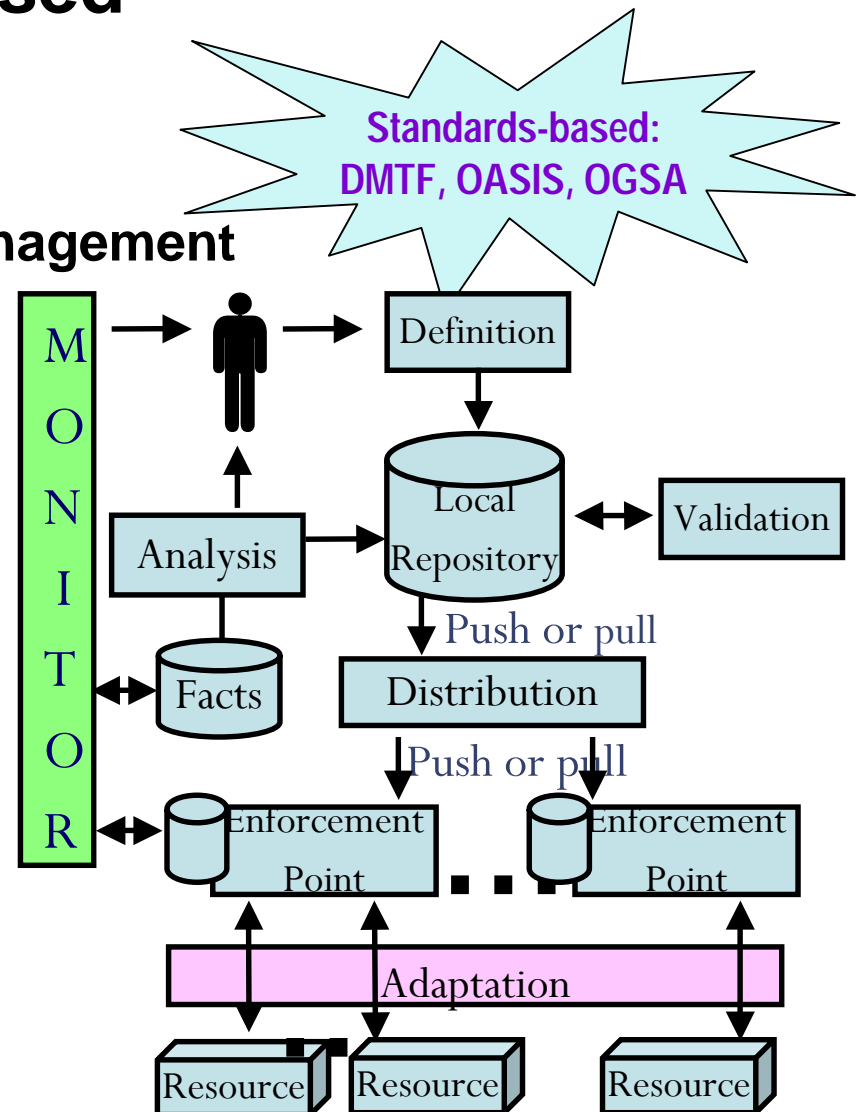 sed
Standards-based:
DMTF, OASIS, OGSA
nagement
M
O
N
I
T
O
R
Definition
Local
Repository
Validation
Analysis
Facts
Push or pull
Distribution
Push or pull
Enforcement
Point
Enforcement
Point
Adaptation
Resource
Resource
Resource